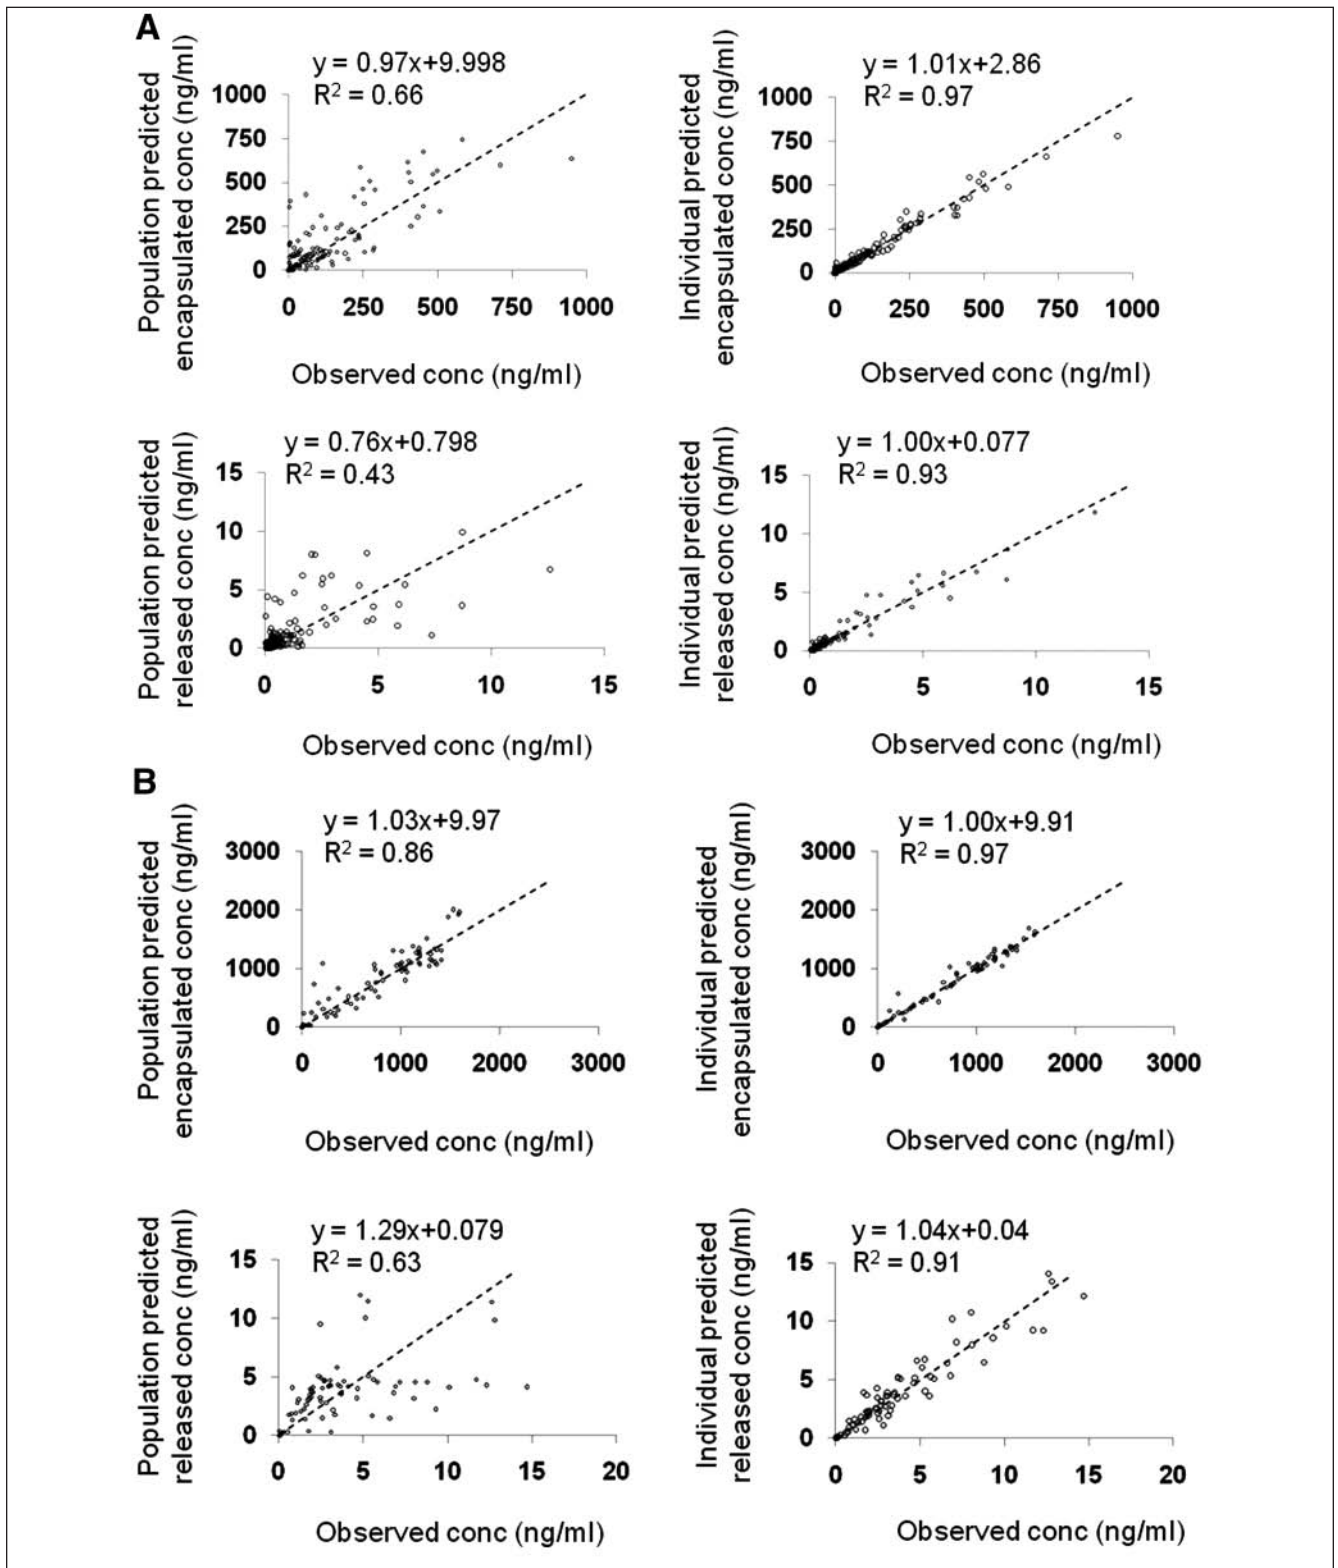 A
Population predicted
encapsulated conc (ng/ml)
y = 0.97x+9.998
R² = 0.66
1000
750
500
250
0
0 250 500 750 1000
Observed conc (ng/ml)
Individual predicted
encapsulated conc (ng/ml)
y = 1.01x+2.86
R² = 0.97
1000
750
500
250
0
0 250 500 750 1000
Observed conc (ng/ml)
Population predicted
released conc (ng/ml)
y = 0.76x+0.798
R² = 0.43
15
10
5
0
0 5 10 15
Observed conc (ng/ml)
Individual predicted
released conc (ng/ml)
y = 1.00x+0.077
R² = 0.93
15
10
5
0
0 5 10 15
Observed conc (ng/ml)
B
Population predicted
encapsulated conc (ng/ml)
y = 1.03x+9.97
R² = 0.86
3000
2000
1000
0
0 1000 2000 3000
Observed conc (ng/ml)
Individual predicted
encapsulated conc (ng/ml)
y = 1.00x+9.91
R² = 0.97
3000
2000
1000
0
0 1000 2000 3000
Observed conc (ng/ml)
Population predicted
released conc (ng/ml)
y = 1.29x+0.079
R² = 0.63
15
10
5
0
0 5 10 15 20
Observed conc (ng/ml)
Individual predicted
released conc (ng/ml)
y = 1.04x+0.04
R² = 0.91
15
10
5
0
0 5 10 15 20
Observed conc (ng/ml)